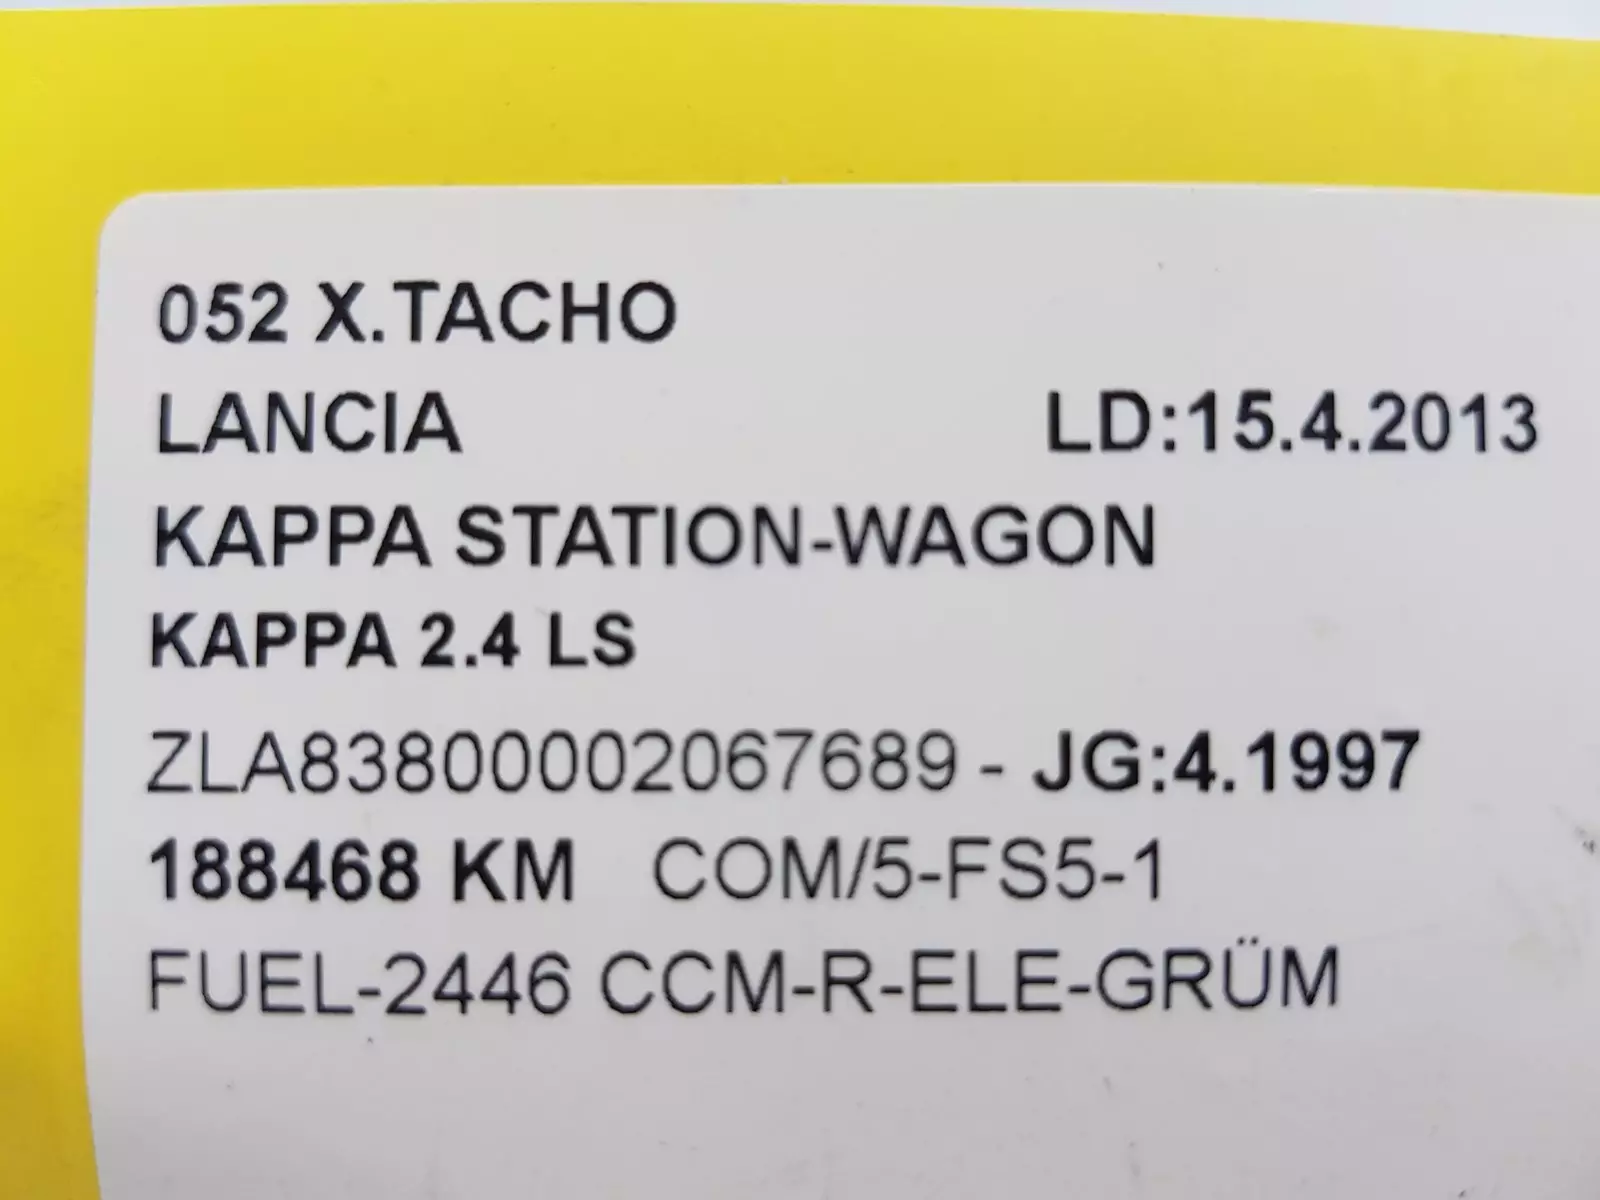 052 X.TACHO
LANCIA LD:15.4.2013
KAPPA STATION-WAGON
KAPPA 2.4 LS
ZLA83800002067689 - JG:4.1997
188468 KM COM/5-FS5-1
FUEL-2446 CCM-R-ELE-GRÜM